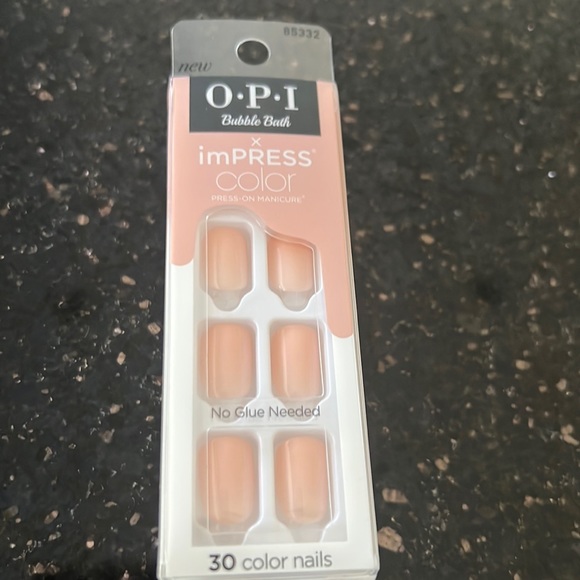 85332
new
O·P·I
Bubble Bath
×
imPRESS®
color
PRESS-ON MANICURE®
No Glue Needed
30 color nails